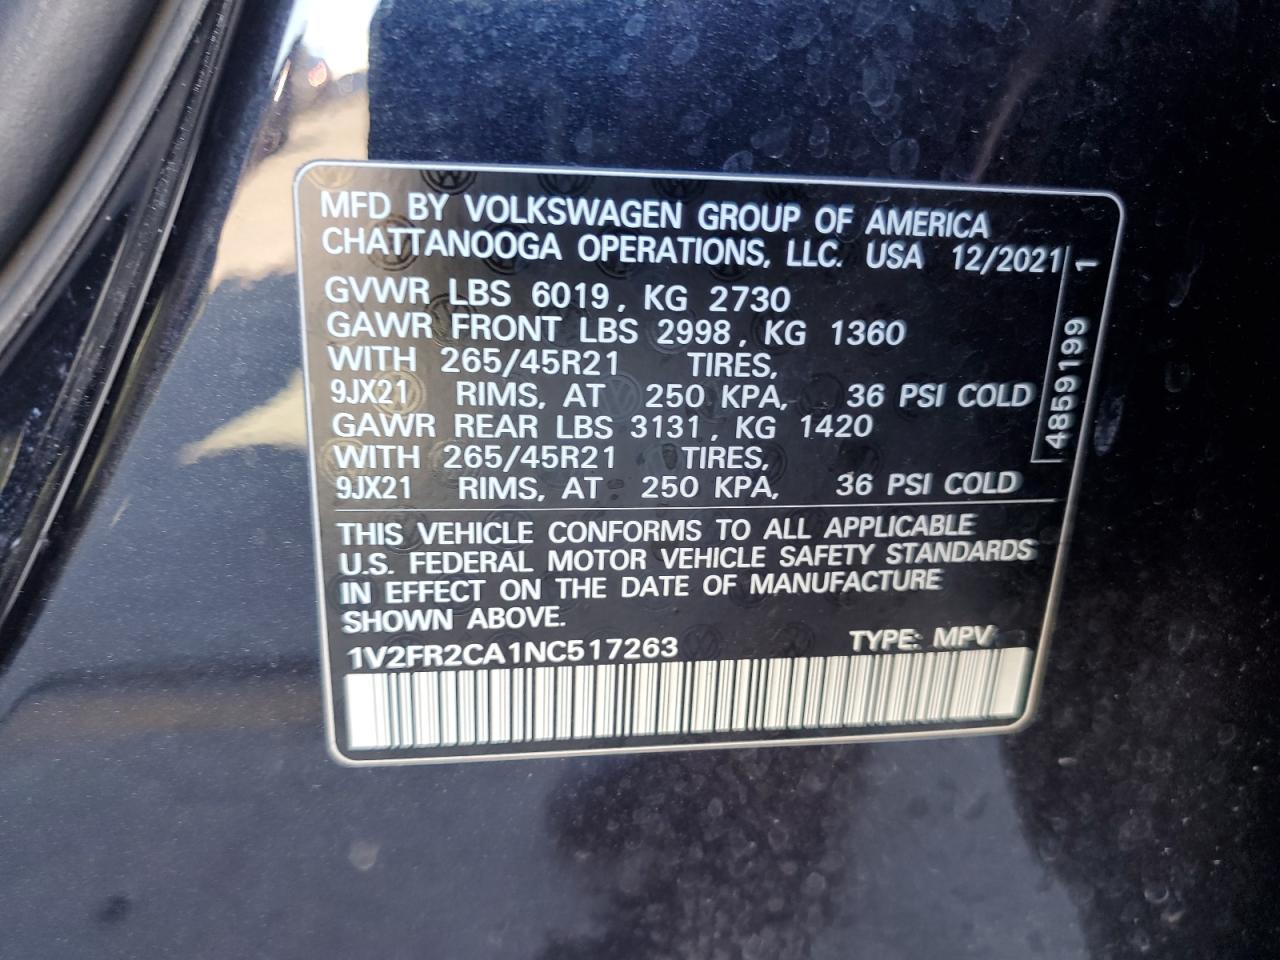 MFD BY VOLKSWAGEN GROUP OF AMERICA
CHATTANOOGA OPERATIONS, LLC. USA 12/2021
GVWR LBS 6019, KG 2730
GAWR FRONT LBS 2998, KG 1360
WITH 265/45R21 TIRES,
9JX21 RIMS, AT 250 KPA, 36 PSI COLD
GAWR REAR LBS 3131, KG 1420
WITH 265/45R21 TIRES,
9JX21 RIMS, AT 250 KPA, 36 PSI COLD
4859199 1
THIS VEHICLE CONFORMS TO ALL APPLICABLE
U.S. FEDERAL MOTOR VEHICLE SAFETY STANDARDS
IN EFFECT ON THE DATE OF MANUFACTURE
SHOWN ABOVE.
1V2FR2CA1NC517263 TYPE: MPV